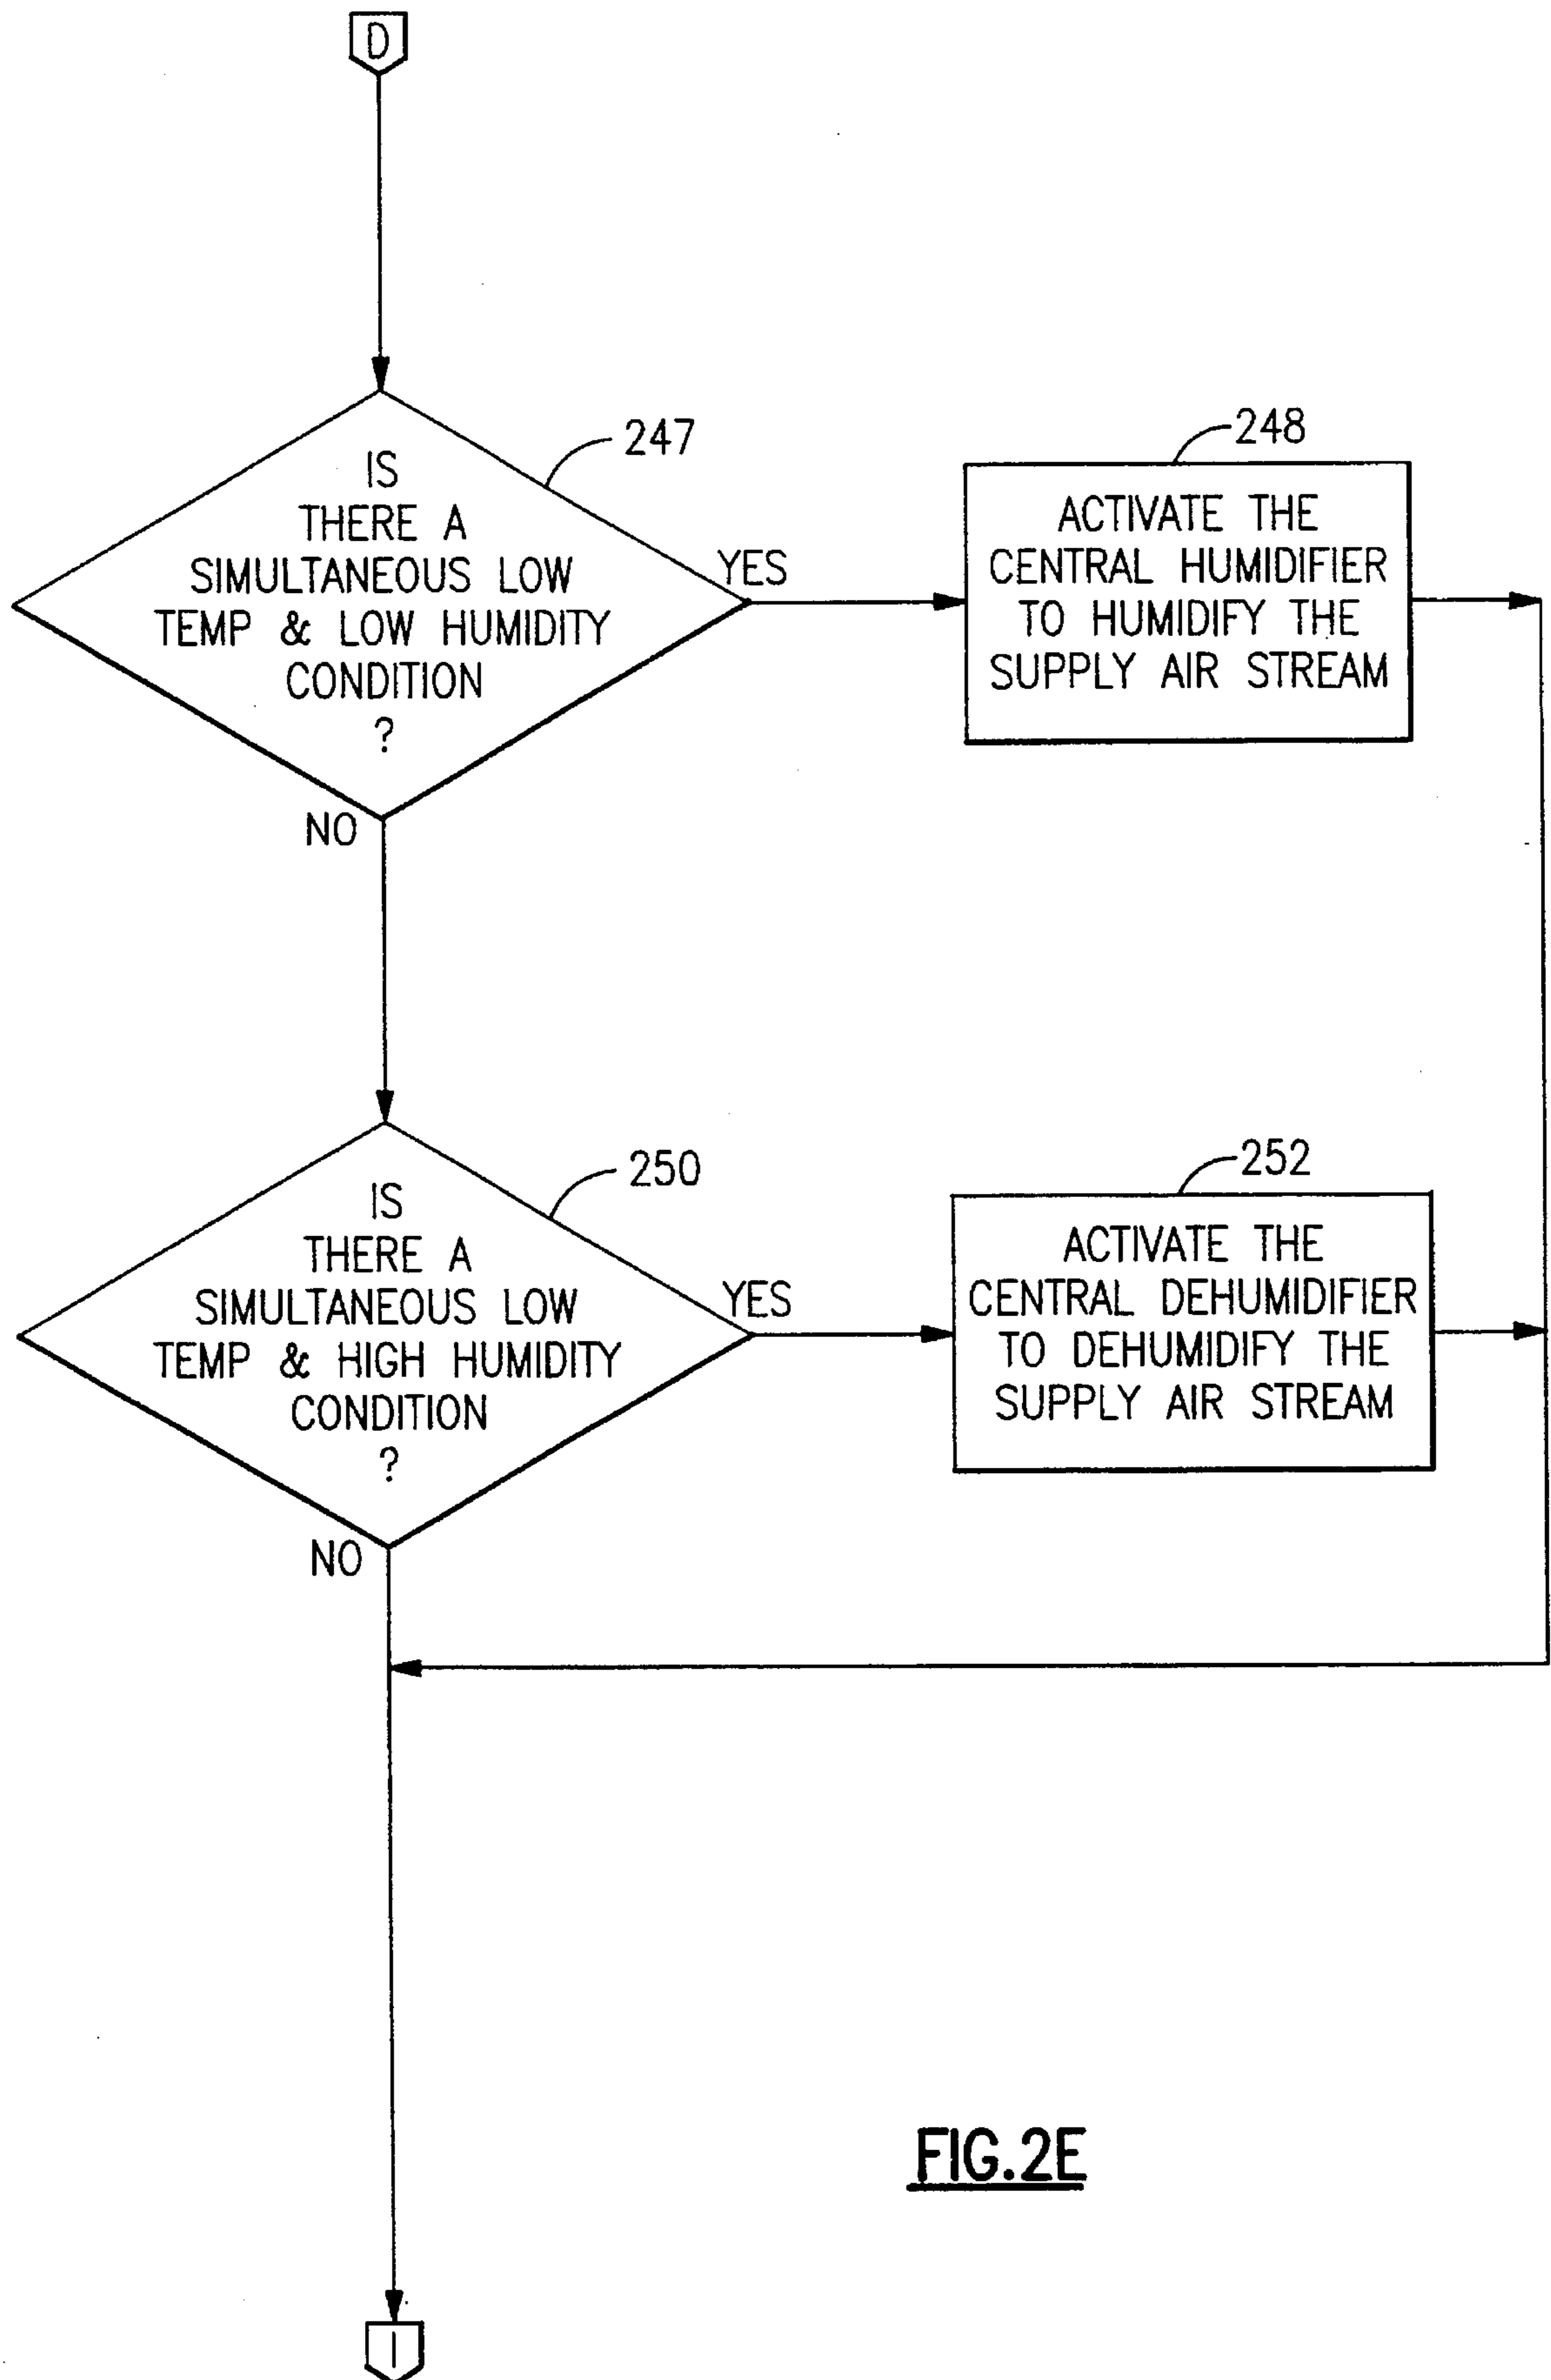 D
247
IS
THERE A
SIMULTANEOUS LOW
TEMP & LOW HUMIDITY
CONDITION
?
YES
NO
248
ACTIVATE THE
CENTRAL HUMIDIFIER
TO HUMIDIFY THE
SUPPLY AIR STREAM
250
IS
THERE A
SIMULTANEOUS LOW
TEMP & HIGH HUMIDITY
CONDITION
?
YES
NO
252
ACTIVATE THE
CENTRAL DEHUMIDIFIER
TO DEHUMIDIFY THE
SUPPLY AIR STREAM
FIG.2E
I